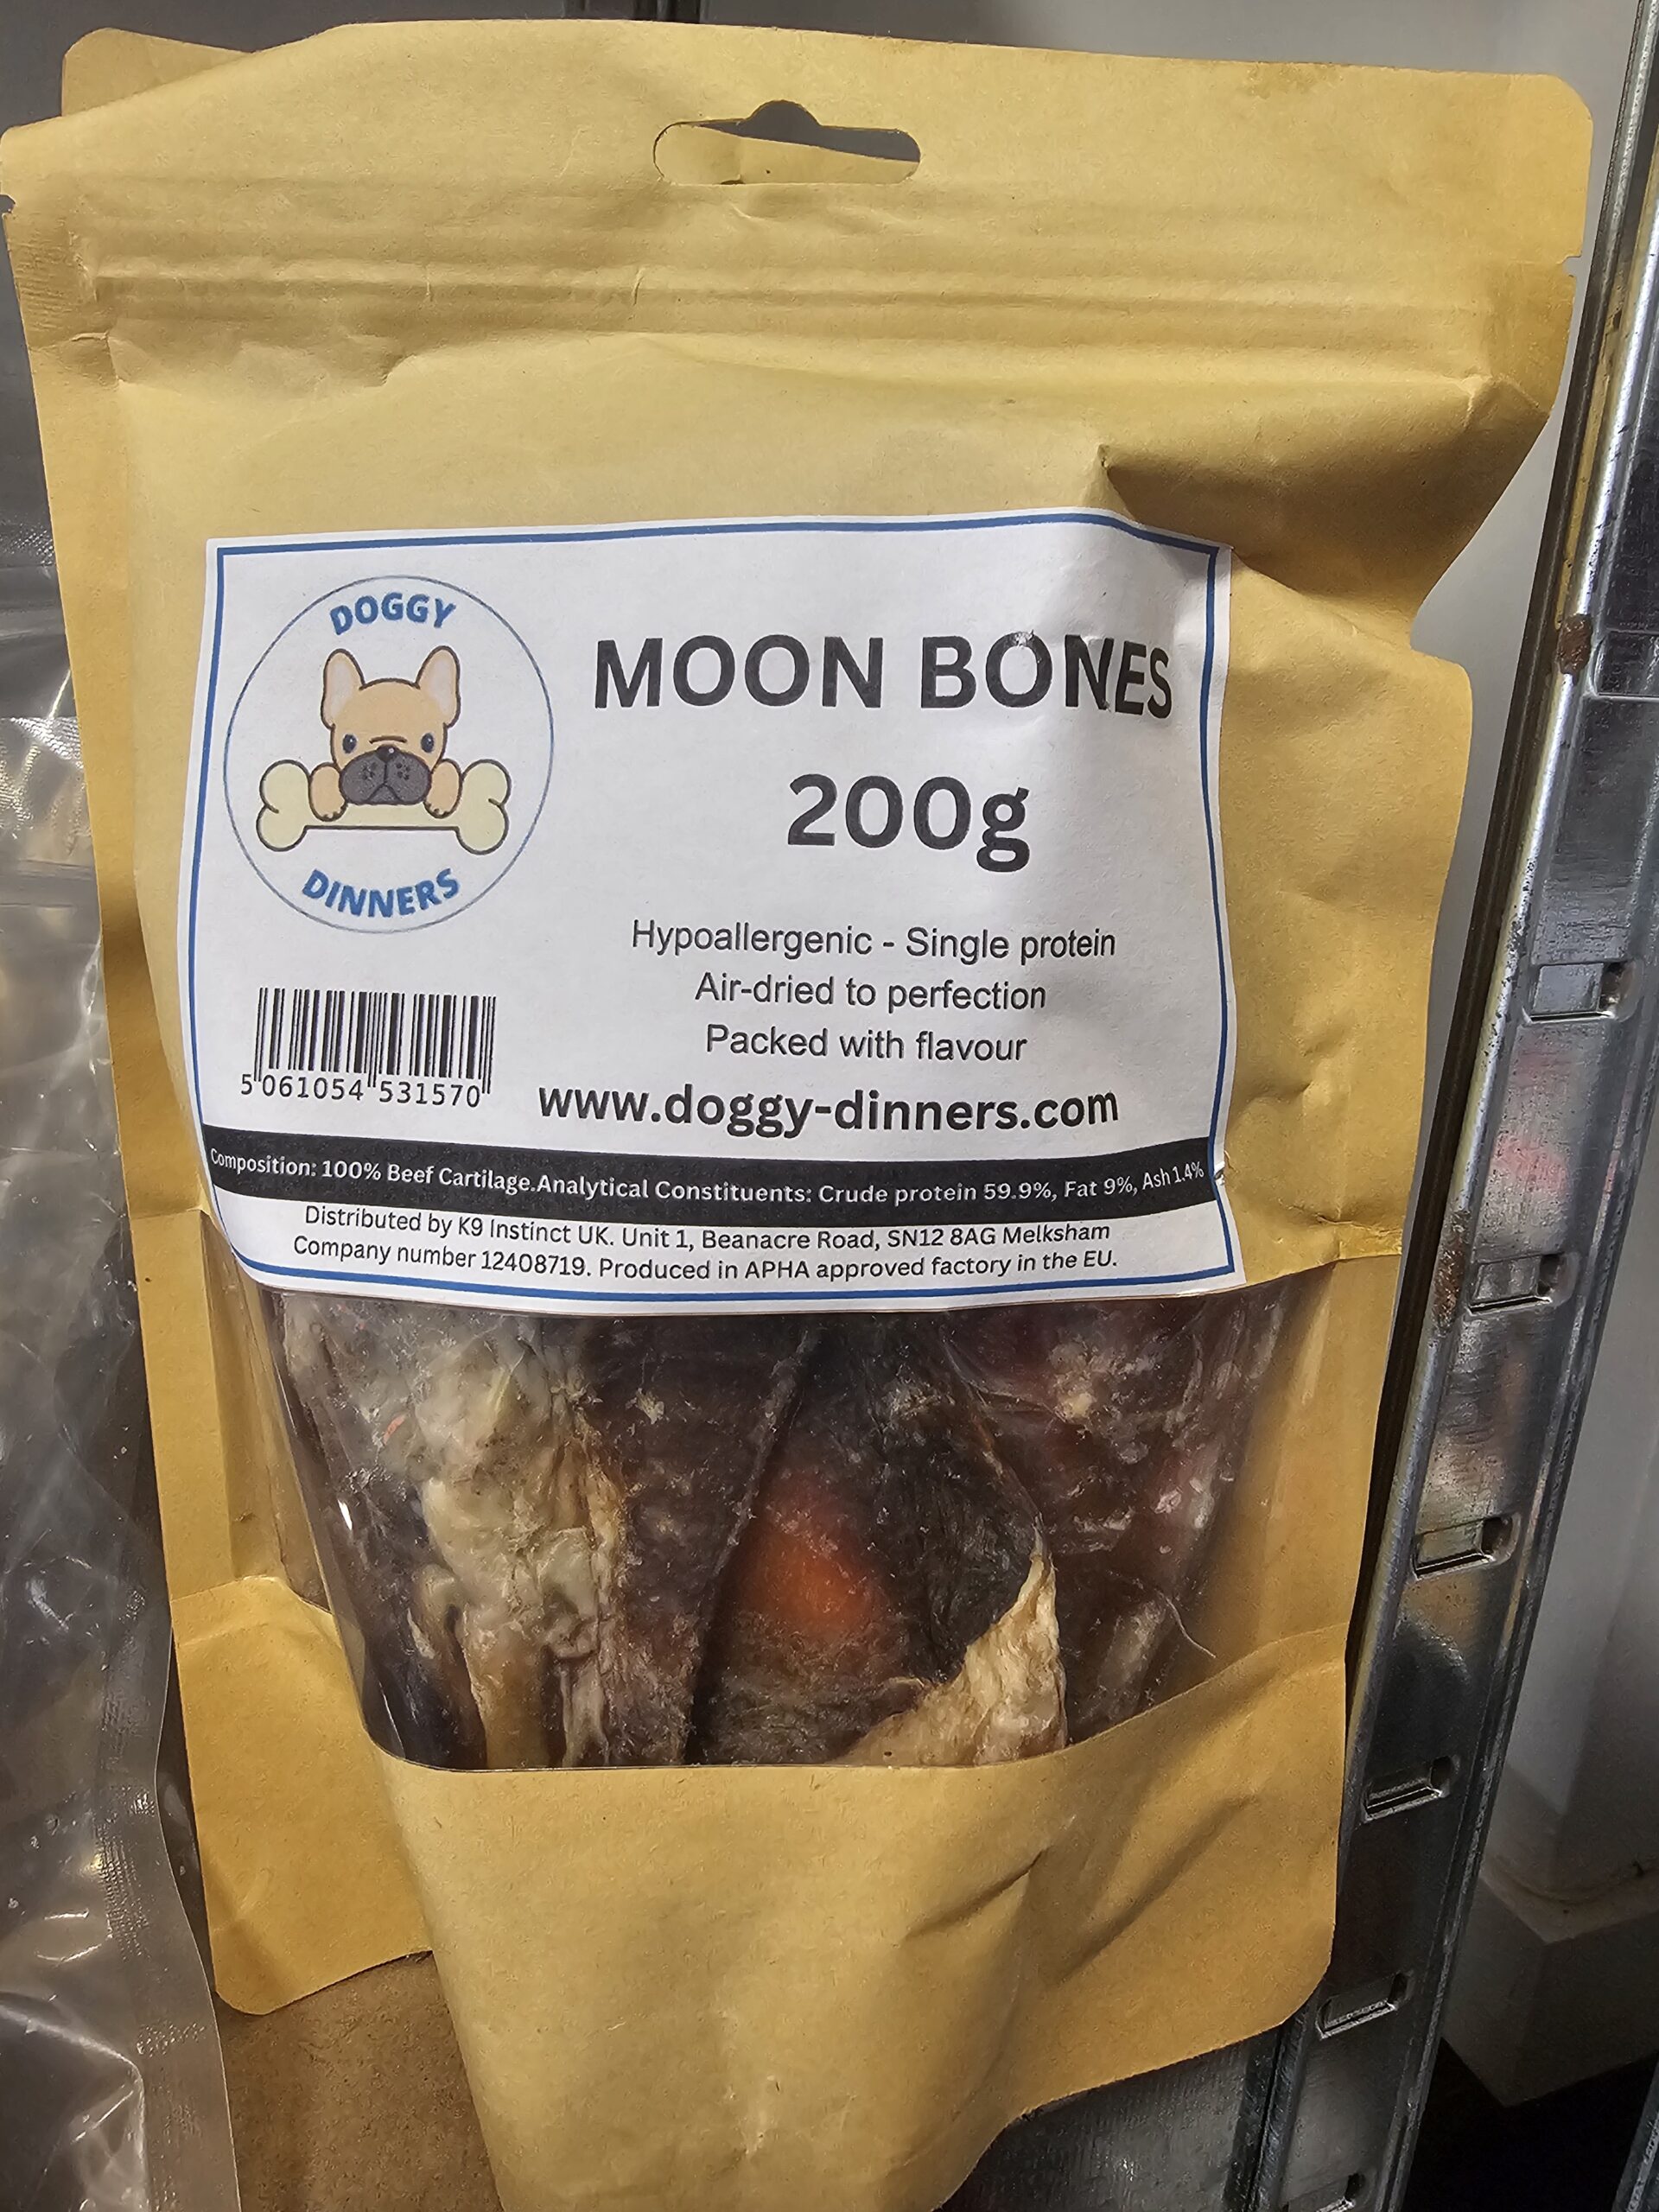 DOGGY
DINNERS
MOON BONES
200g
Hypoallergenic - Single protein
Air-dried to perfection
Packed with flavour
www.doggy-dinners.com
5 061054 531570
Composition: 100% Beef Cartilage.Analytical Constituents: Crude protein 59.9%, Fat 9%, Ash 1.4%
Distributed by K9 Instinct UK. Unit 1, Beanacre Road, SN12 8AG Melksham
Company number 12408719. Produced in APHA approved factory in the EU.